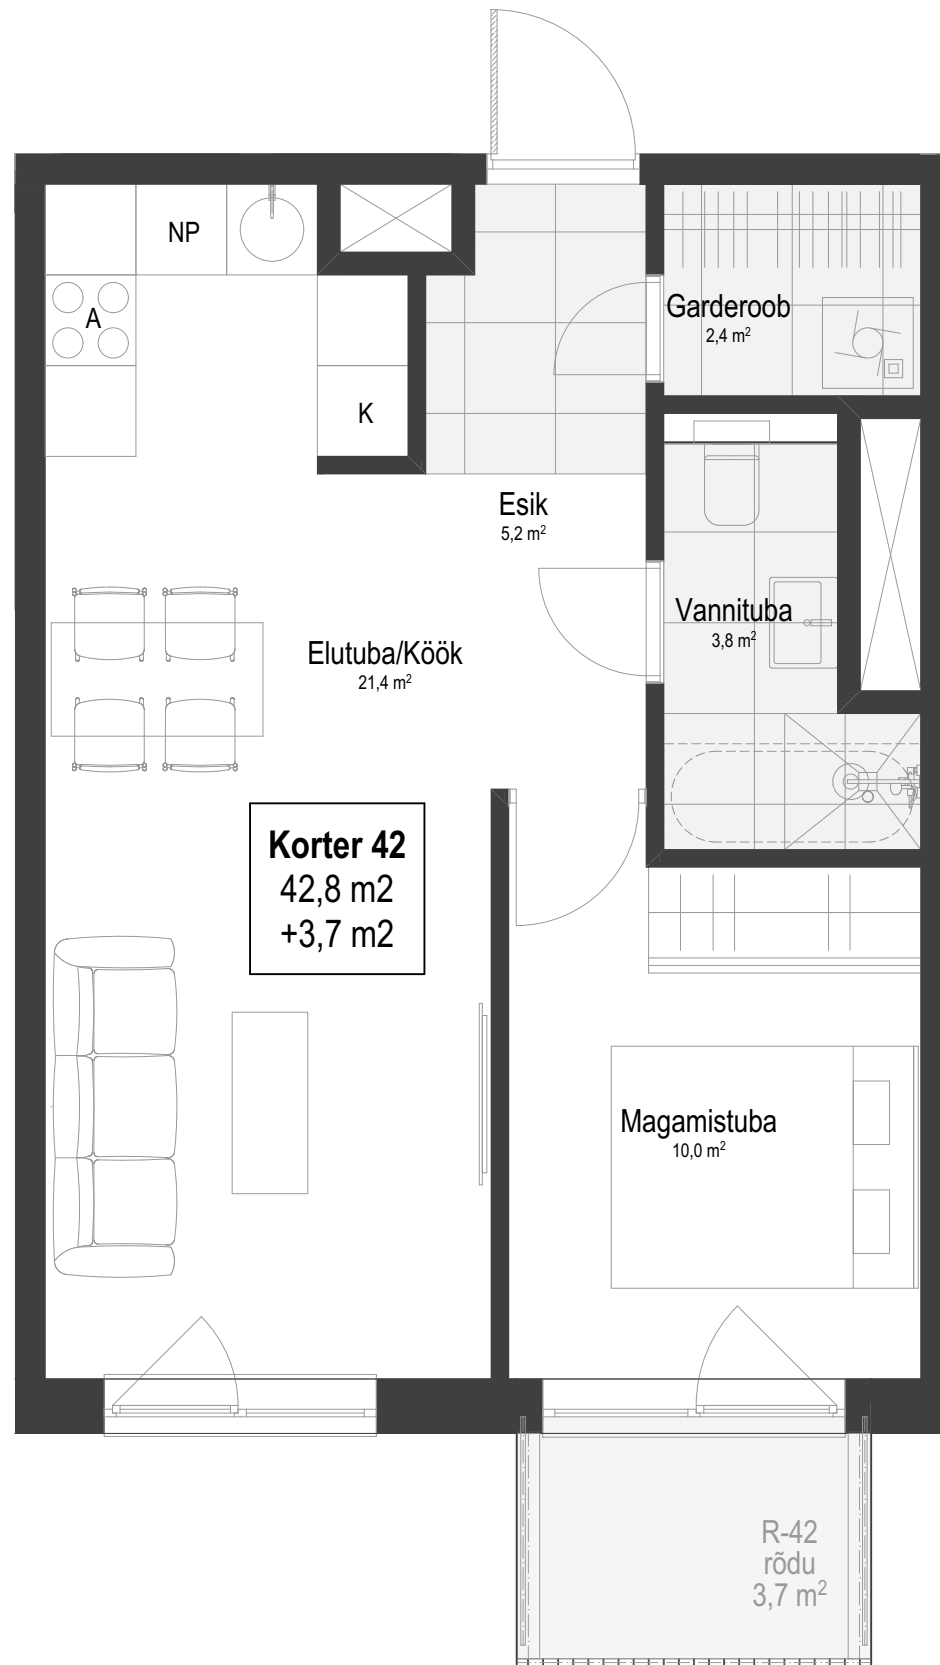 NP
A
K
Garderoob
2,4 m²
Esik
5,2 m²
Vannituba
3,8 m²
Elutuba/Köök
21,4 m²
Korter 42
42,8 m2
+3,7 m2
Magamistuba
10,0 m²
R-42
rõdu
3,7 m²